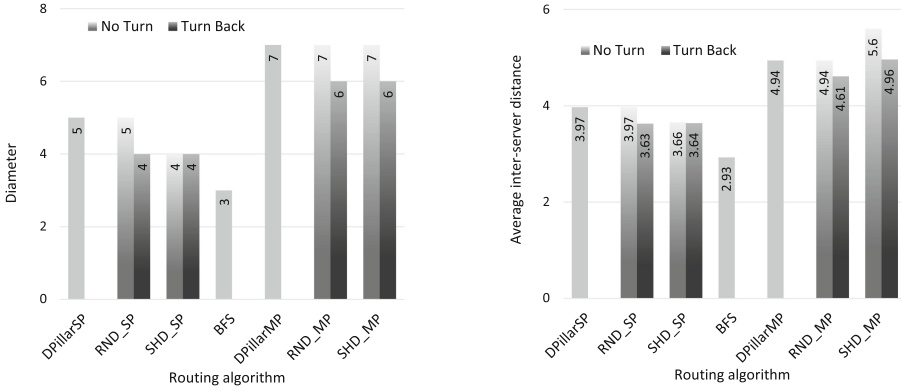 8
6
4
2
0
Diameter
No Turn Turn Back
5
5
4
4
4
3
7
7
6
7
6
DPillarSP
RND_SP
SHD_SP
BFS
DPillarMP
RND_MP
SHD_MP
Routing algorithm
6
4
2
0
Average inter-server distance
No Turn Turn Back
3.97
3.97
3.63
3.66
3.64
2.93
4.94
4.94
4.61
5.6
4.96
DPillarSP
RND_SP
SHD_SP
BFS
DPillarMP
RND_MP
SHD_MP
Routing algorithm